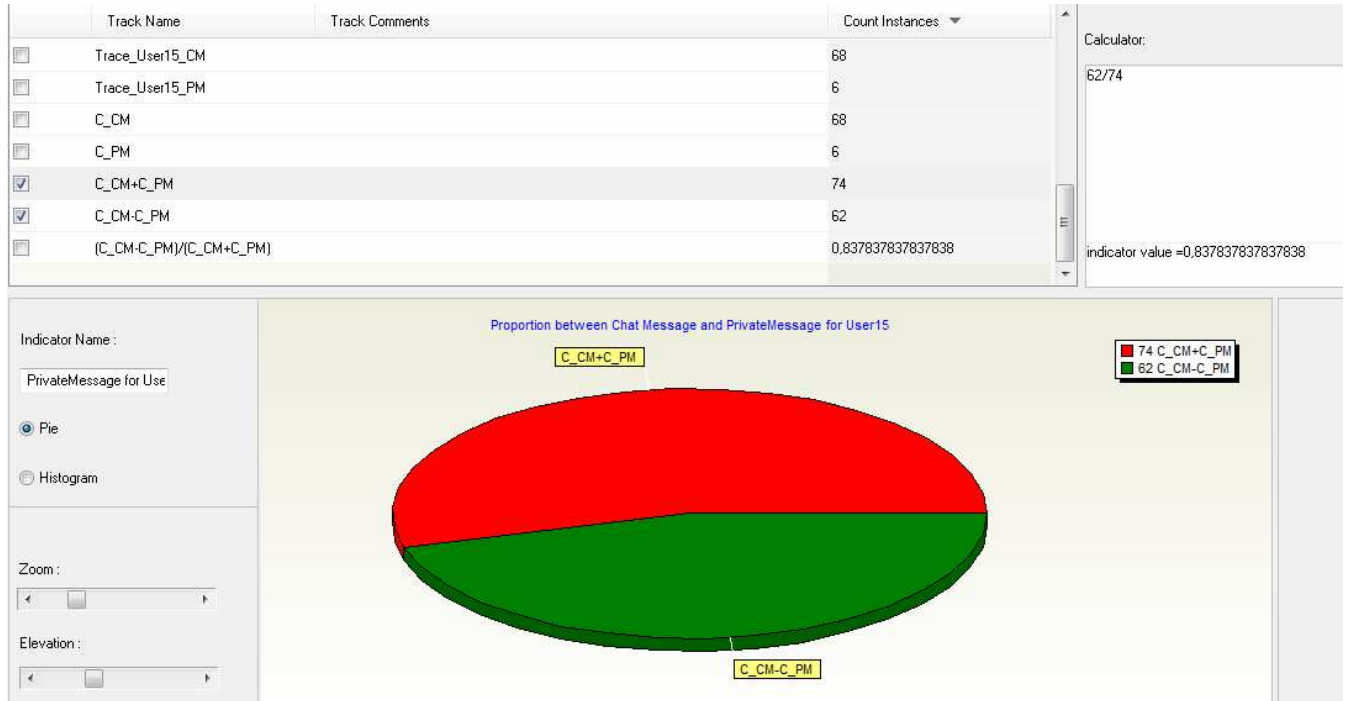 Track Name Track Comments Count Instances
Trace_User15_CM 68
Trace_User15_PM 6
C_CM 68
C_PM 6
C_CM+C_PM 74
C_CM-C_PM 62
(C_CM-C_PM)/(C_CM+C_PM) 0,837837837837838
Calculator:
62/74
indicator value =0,837837837837838
Indicator Name :
PrivateMessage for Use
Pie
Histogram
Zoom :
Elevation :
Proportion between Chat Message and PrivateMessage for User15
C_CM+C_PM
74 C_CM+C_PM
62 C_CM-C_PM
C_CM-C_PM